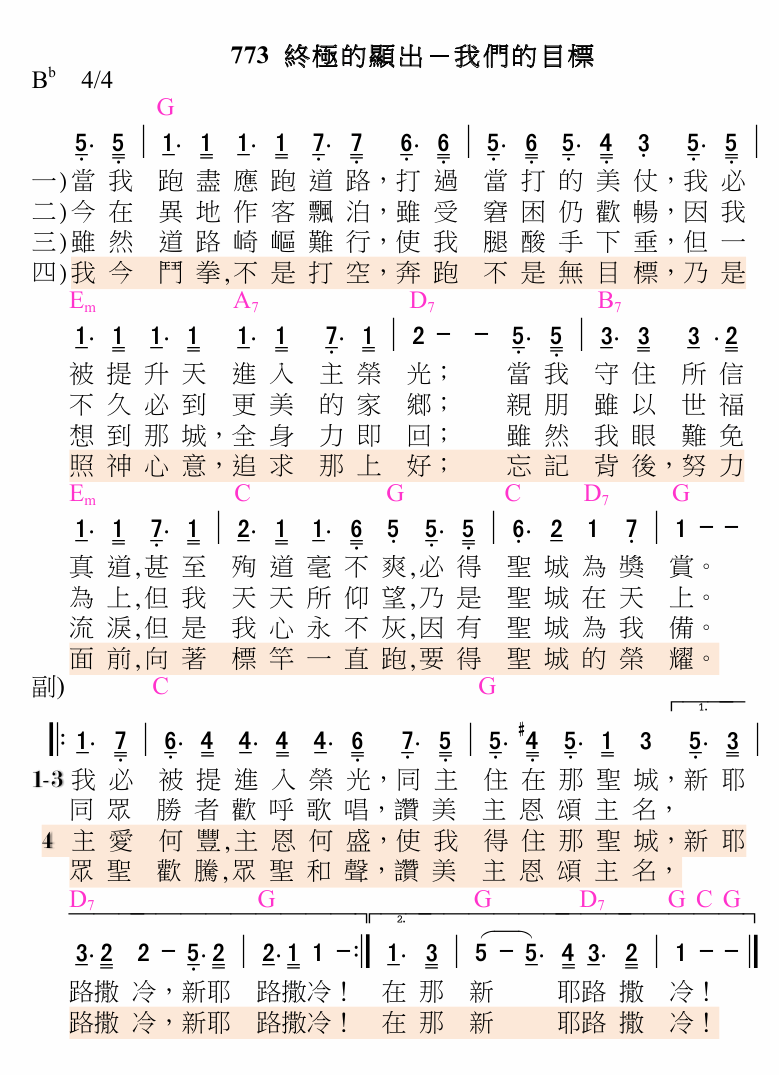 773 終極的顯出－我們的目標
Bb 4/4
G
5· 5 | 1· 1 1· 1 7· 7 6· 6 | 5· 6 5· 4 3 5· 5 |
一)當我 跑盡應跑道路，打過 當打的美仗，我必
二)今在 異地作客飄泊，雖受 窘困仍歡暢，因我
三)雖然 道路崎嶇難行，使我 腿酸手下垂，但一
四)我今 鬥拳,不是打空，奔跑 不是無目標，乃是
Em A7 D7 B7
1· 1 1· 1 1· 1 7· 1 | 2 － － 5· 5 | 3· 3 3 ·2
被提升天 進入 主榮 光； 當我 守住 所信
不久必到 更美 的家 鄉； 親朋 雖以 世福
想到那城，全身 力即 回； 雖然 我眼 難免
照神心意，追求 那上 好； 忘記 背後，努力
Em C G C D7 G
1· 1 7· 1 | 2· 1 1· 6 5 5· 5 | 6· 2 1 7 | 1 － －
真道,甚至 殉道毫不爽,必得 聖城為獎 賞。
為上,但我 天天所仰望,乃是 聖城在天 上。
流淚,但是 我心永不灰,因有 聖城為我 備。
面前,向著 標竿一直跑,要得 聖城的榮 耀。
副) C G
1.
‖: 1· 7 | 6· 4 4· 4 4· 6 7· 5 | 5· #4 5· 1 3 5· 3 |
1-3 我必 被提進入榮光，同主 住在那聖城，新耶
同眾 勝者歡呼歌唱，讚美 主恩頌主名，
4 主愛 何豐,主恩何盛，使我 得住那聖城，新耶
眾聖 歡騰,眾聖和聲，讚美 主恩頌主名，
D7 G G D7 G C G
2.
3· 2 2 － 5· 2 | 2· 1 1 －:‖ 1· 3 | 5 － 5· 4 3· 2 | 1 － － ‖
路撒 冷，新耶 路撒冷！ 在那 新 耶路撒 冷！
路撒 冷，新耶 路撒冷！ 在那 新 耶路撒 冷！